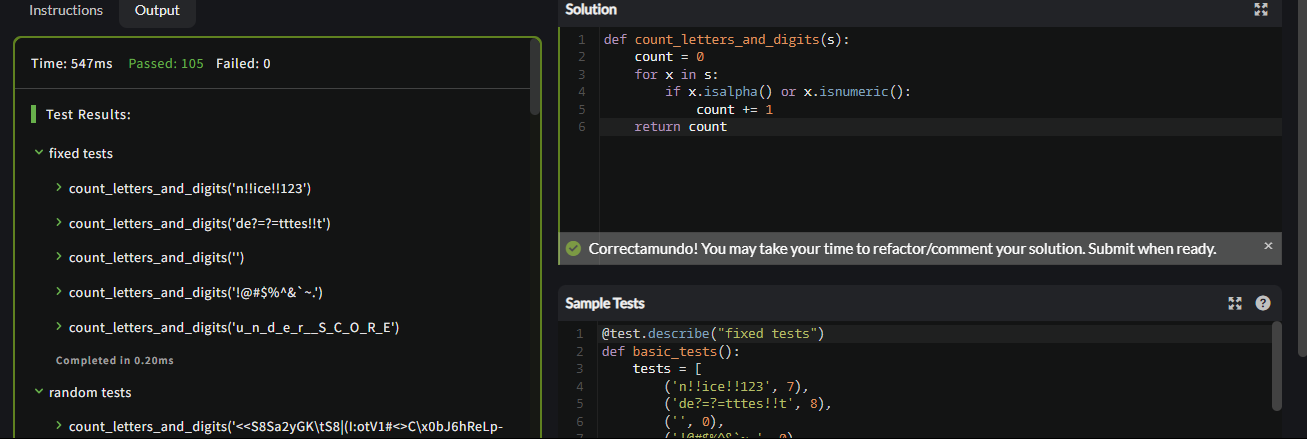 Instructions
Output
Time: 547ms Passed: 105 Failed: 0
Test Results:
fixed tests
count_letters_and_digits('n!!ice!!123')
count_letters_and_digits('de?=?=tttes!!t')
count_letters_and_digits('')
count_letters_and_digits('!@#$%^&`~.')
count_letters_and_digits('u_n_d_e_r__S_C_O_R_E')
Completed in 0.20ms
random tests
count_letters_and_digits('<<S8Sa2yGK\tS8|(I:otV1#<>C\x0bJ6hReLp-
Solution
1 def count_letters_and_digits(s):
2     count = 0
3     for x in s:
4         if x.isalpha() or x.isnumeric():
5             count += 1
6     return count
Correctamundo! You may take your time to refactor/comment your solution. Submit when ready.
Sample Tests
1 @test.describe("fixed tests")
2 def basic_tests():
3     tests = [
4         ('n!!ice!!123', 7),
5         ('de?=?=tttes!!t', 8),
6         ('', 0),